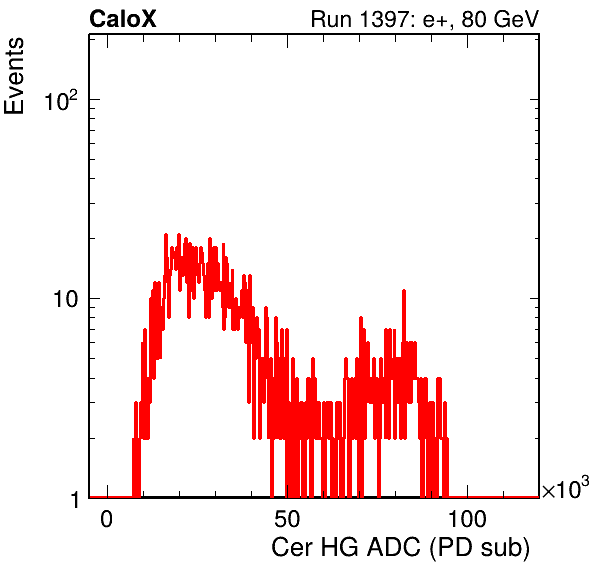 CaloX Run 1397: e+, 80 GeV
Events
10²
10
1
0 50 100 ×10³
Cer HG ADC (PD sub)